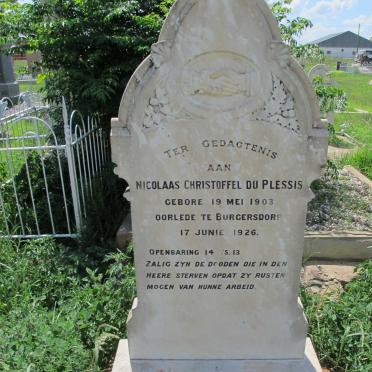 TER GEDACTENIS
AAN
NICOLAAS CHRISTOFFEL DU PLESSIS
GEBORE 19 MEI 1903
OORLEDE TE BURGERSDORP
17 JUNIE 1926.
OPENBARING 14 S.13
ZALIG ZYN DE DOODEN DIE IN DEN
HEERE STERVEN OPDAT ZY RUSTEN
MOGEN VAN HUNNE ARBEID.